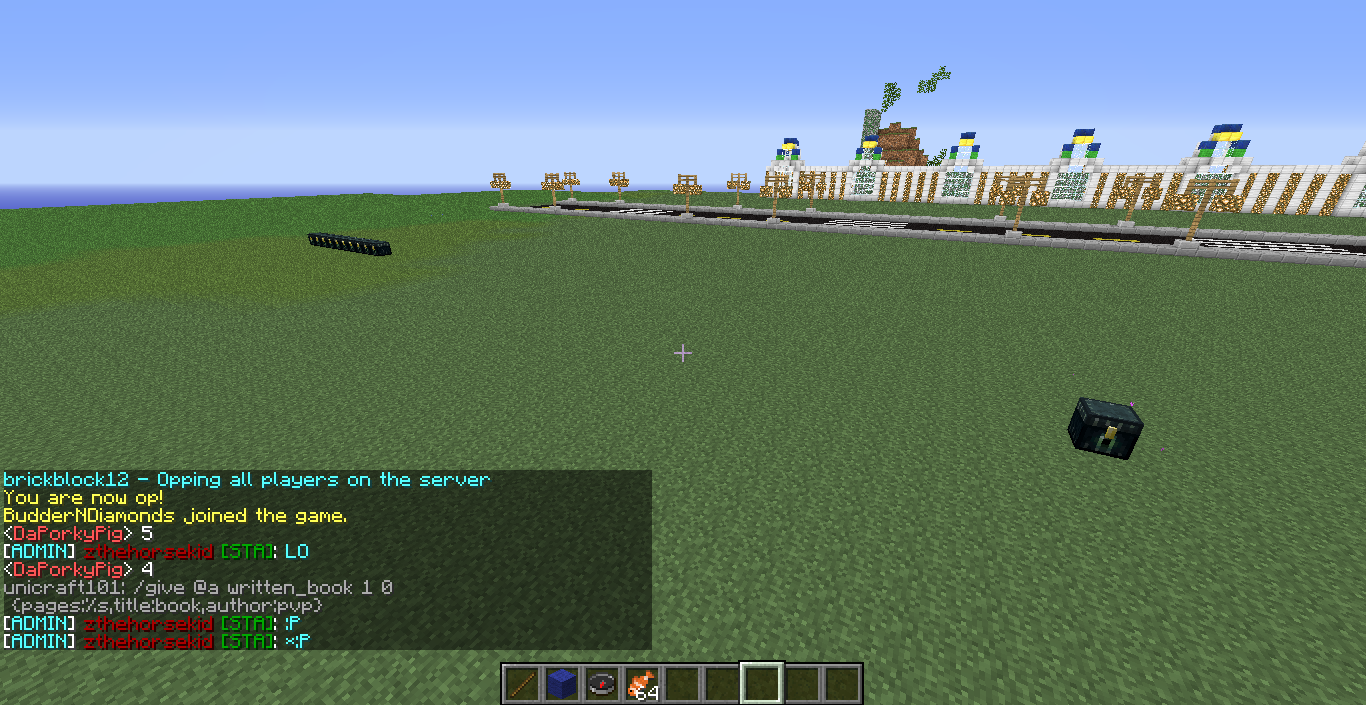 brickblock12 - Opping all players on the server
You are now op!
BudderNDiamonds joined the game.
<DaPorkyPig> 5
[ADMIN] zthehorsekid [STA]: LO
<DaPorkyPig> 4
unicraft101: /give @a written_book 1 0
{pages:%s,title:book,author:pvp}
[ADMIN] zthehorsekid [STA]: :P
[ADMIN] zthehorsekid [STA]: x;P
64